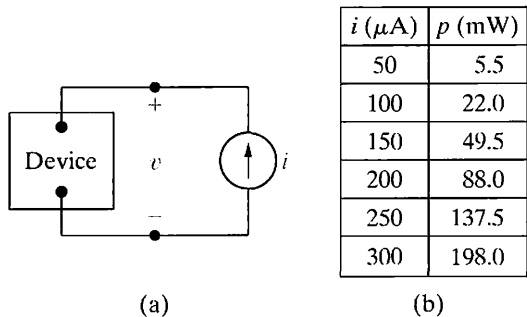 +
Device
v
i
−
(a)
i (μA) p (mW)
50 5.5
100 22.0
150 49.5
200 88.0
250 137.5
300 198.0
(b)